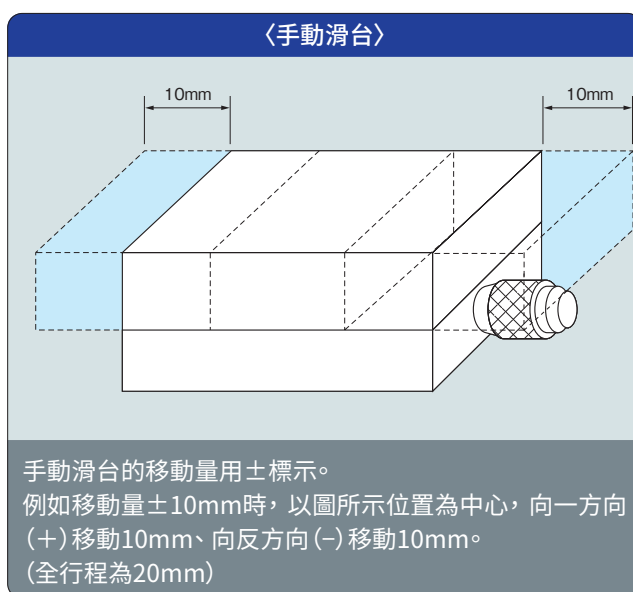 〈手動滑台〉
10mm
10mm
手動滑台的移動量用±標示。
例如移動量±10mm時，以圖所示位置為中心，向一方向
（＋）移動10mm、向反方向（−）移動10mm。
（全行程為20mm）